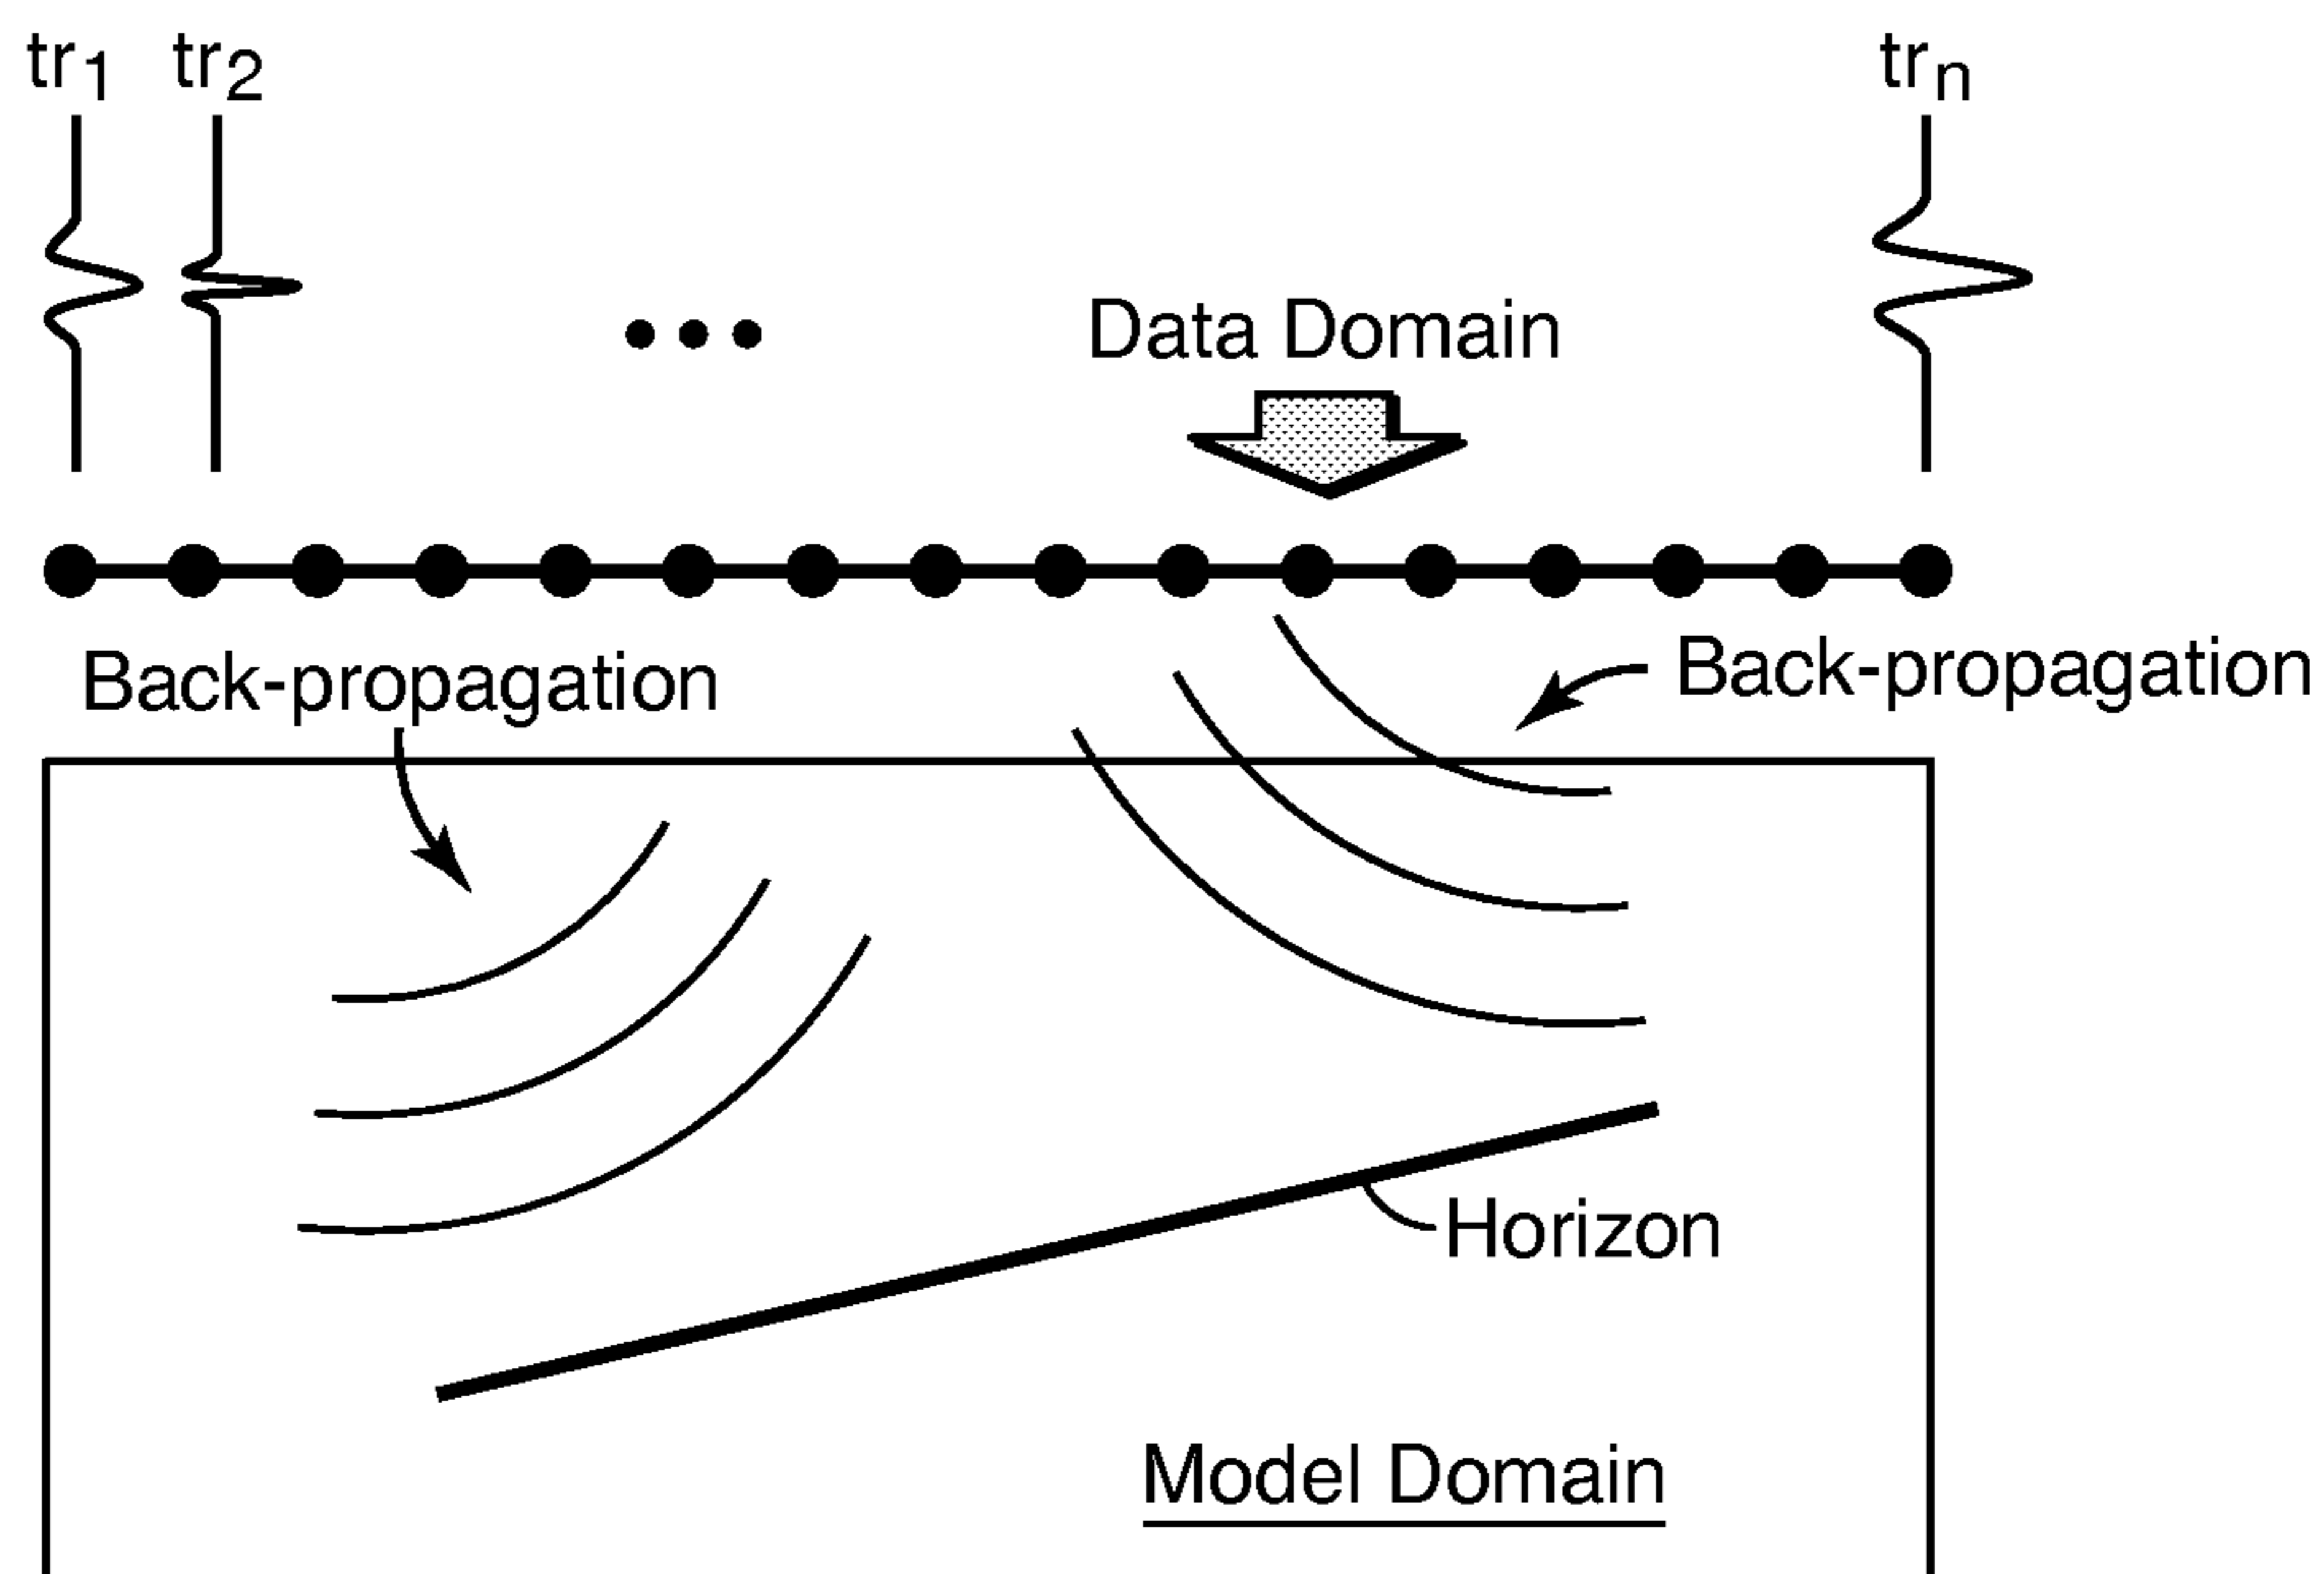 tr1 tr2 trn
Data Domain
Back-propagation
Back-propagation
Horizon
Model Domain